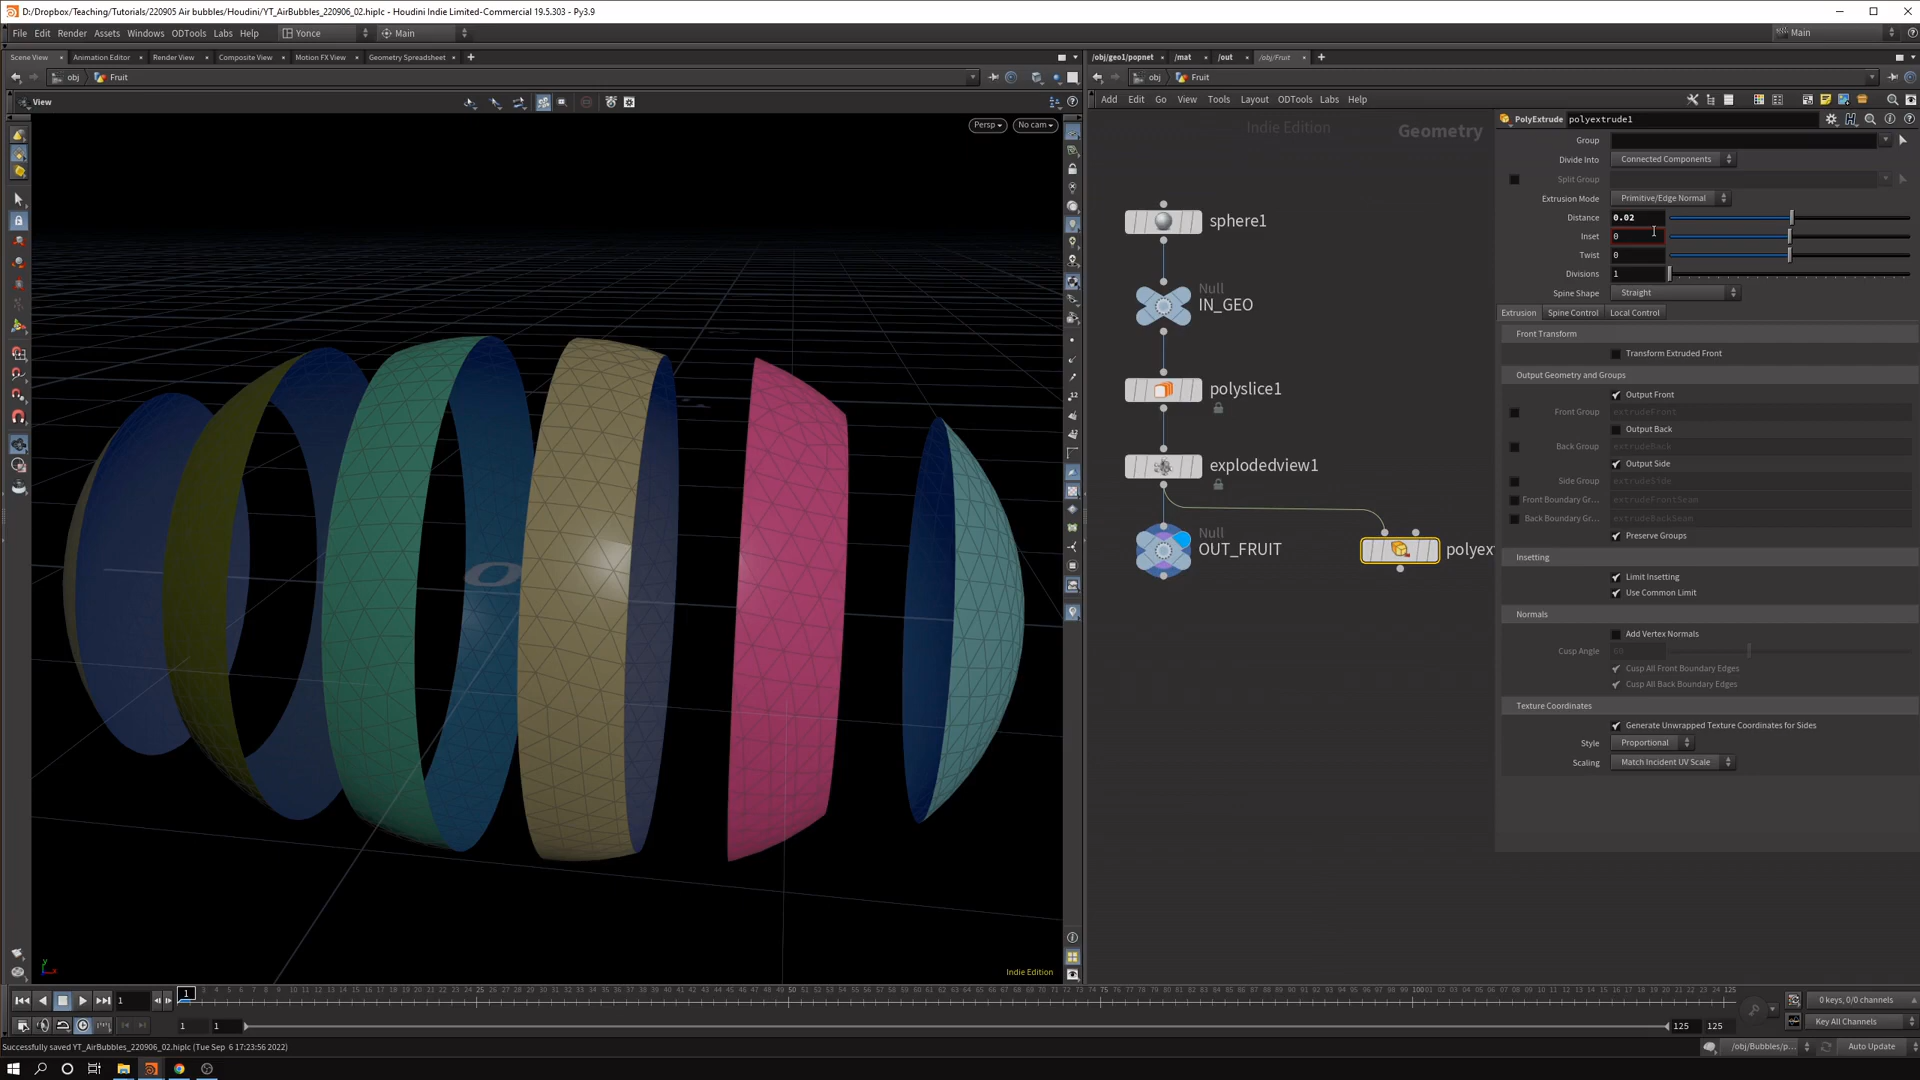 D:/Dropbox/Teaching/Tutorials/220905 Air bubbles/Houdini/YT_AirBubbles_220906_02.hiplc - Houdini Indie Limited-Commercial 19.5.303 - Py3.9
File Edit Render Assets Windows ODTools Labs Help Yonce Main Main
Scene View Animation Editor Render View Composite View Motion FX View Geometry Spreadsheet
/obj/geo1/popnet /mat /out /obj/Fruit
obj Fruit
obj Fruit
View
Persp No cam
Add Edit Go View Tools Layout ODTools Labs Help
Indie Edition Geometry
sphere1
Null
IN_GEO
polyslice1
explodedview1
Null
OUT_FRUIT
polyex
PolyExtrude polyextrude1
Group
Divide Into Connected Components
Split Group
Extrusion Mode Primitive/Edge Normal
Distance 0.02
Inset 0
Twist 0
Divisions 1
Spine Shape Straight
Extrusion Spine Control Local Control
Front Transform
Transform Extruded Front
Output Geometry and Groups
Output Front
Front Group extrudeFront
Output Back
Back Group extrudeBack
Output Side
Side Group extrudeSide
Front Boundary Gr... extrudeFrontSeam
Back Boundary Gr... extrudeBackSeam
Preserve Groups
Insetting
Limit Insetting
Use Common Limit
Normals
Add Vertex Normals
Cusp Angle 60
Cusp All Front Boundary Edges
Cusp All Back Boundary Edges
Texture Coordinates
Generate Unwrapped Texture Coordinates for Sides
Style Proportional
Scaling Match Incident UV Scale
Indie Edition
1 1
0 keys, 0/0 channels
1 1 125 125
Key All Channels
Successfully saved YT_AirBubbles_220906_02.hiplc (Tue Sep 6 17:23:56 2022)
/obj/Bubbles/p... Auto Update